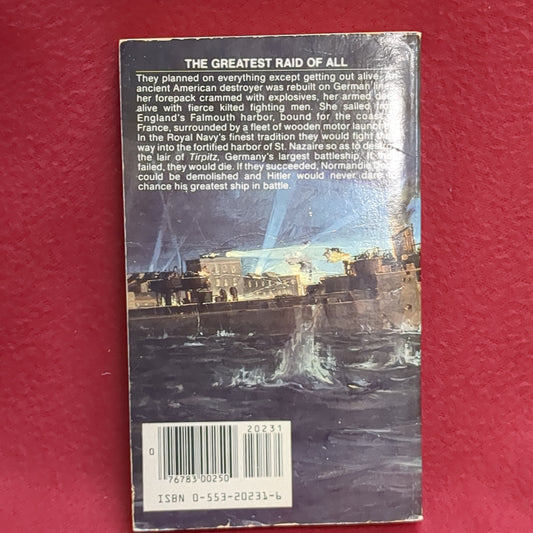 THE GREATEST RAID OF ALL
They planned on everything except getting out alive. An
ancient American destroyer was rebuilt on German lines,
her forepack crammed with explosives, her armed
alive with fierce kilted fighting men. She sailed from
England's Falmouth harbor, bound for the coast
France, surrounded by a fleet of wooden motor
In the Royal Navy's finest tradition they would fight
way into the fortified harbor of St. Nazaire so as to destroy
the lair of Tirpitz, Germany's largest battleship. If
failed, they would die. If they succeeded, Normandie
could be demolished and Hitler would never dare
chance his greatest ship in battle.
20231
0
76783 00250
ISBN 0-553-20231-6